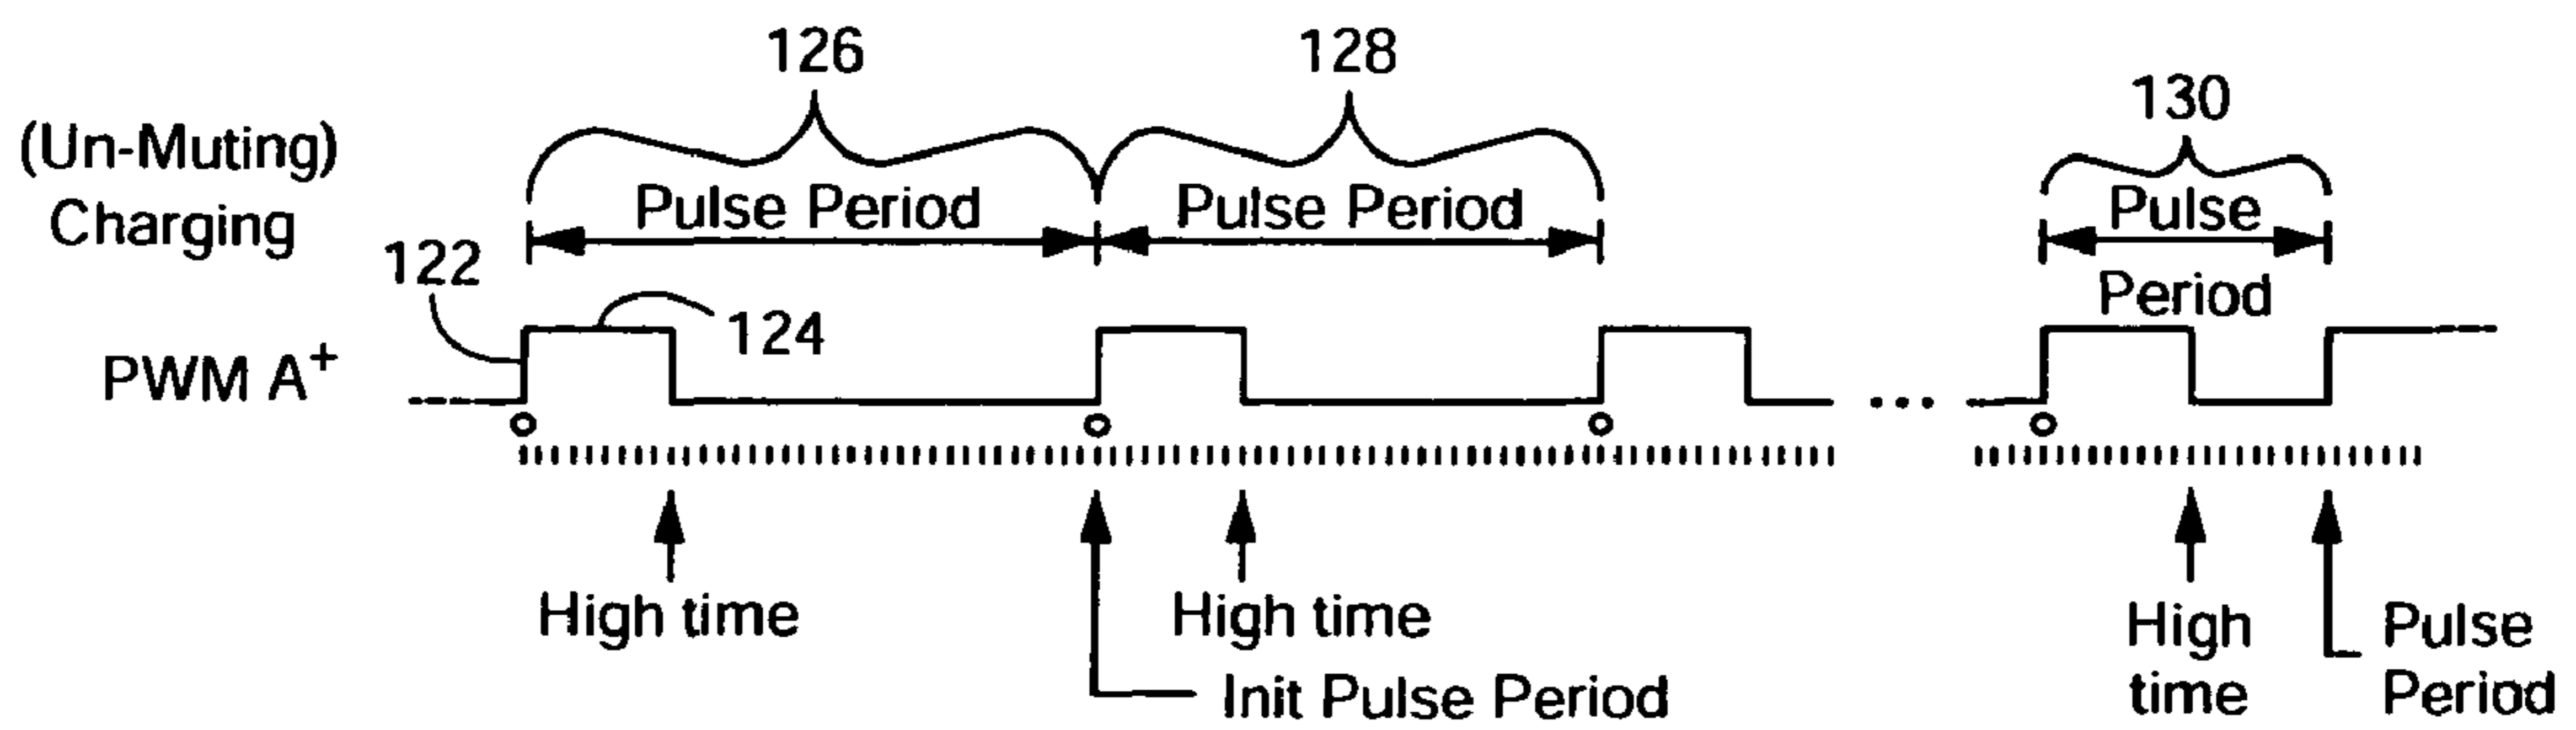 126
128
130
(Un-Muting)
Charging
Pulse Period
Pulse Period
Pulse
Period
122
124
PWM A+
...
High time
High time
Init Pulse Period
High
time
Pulse
Period